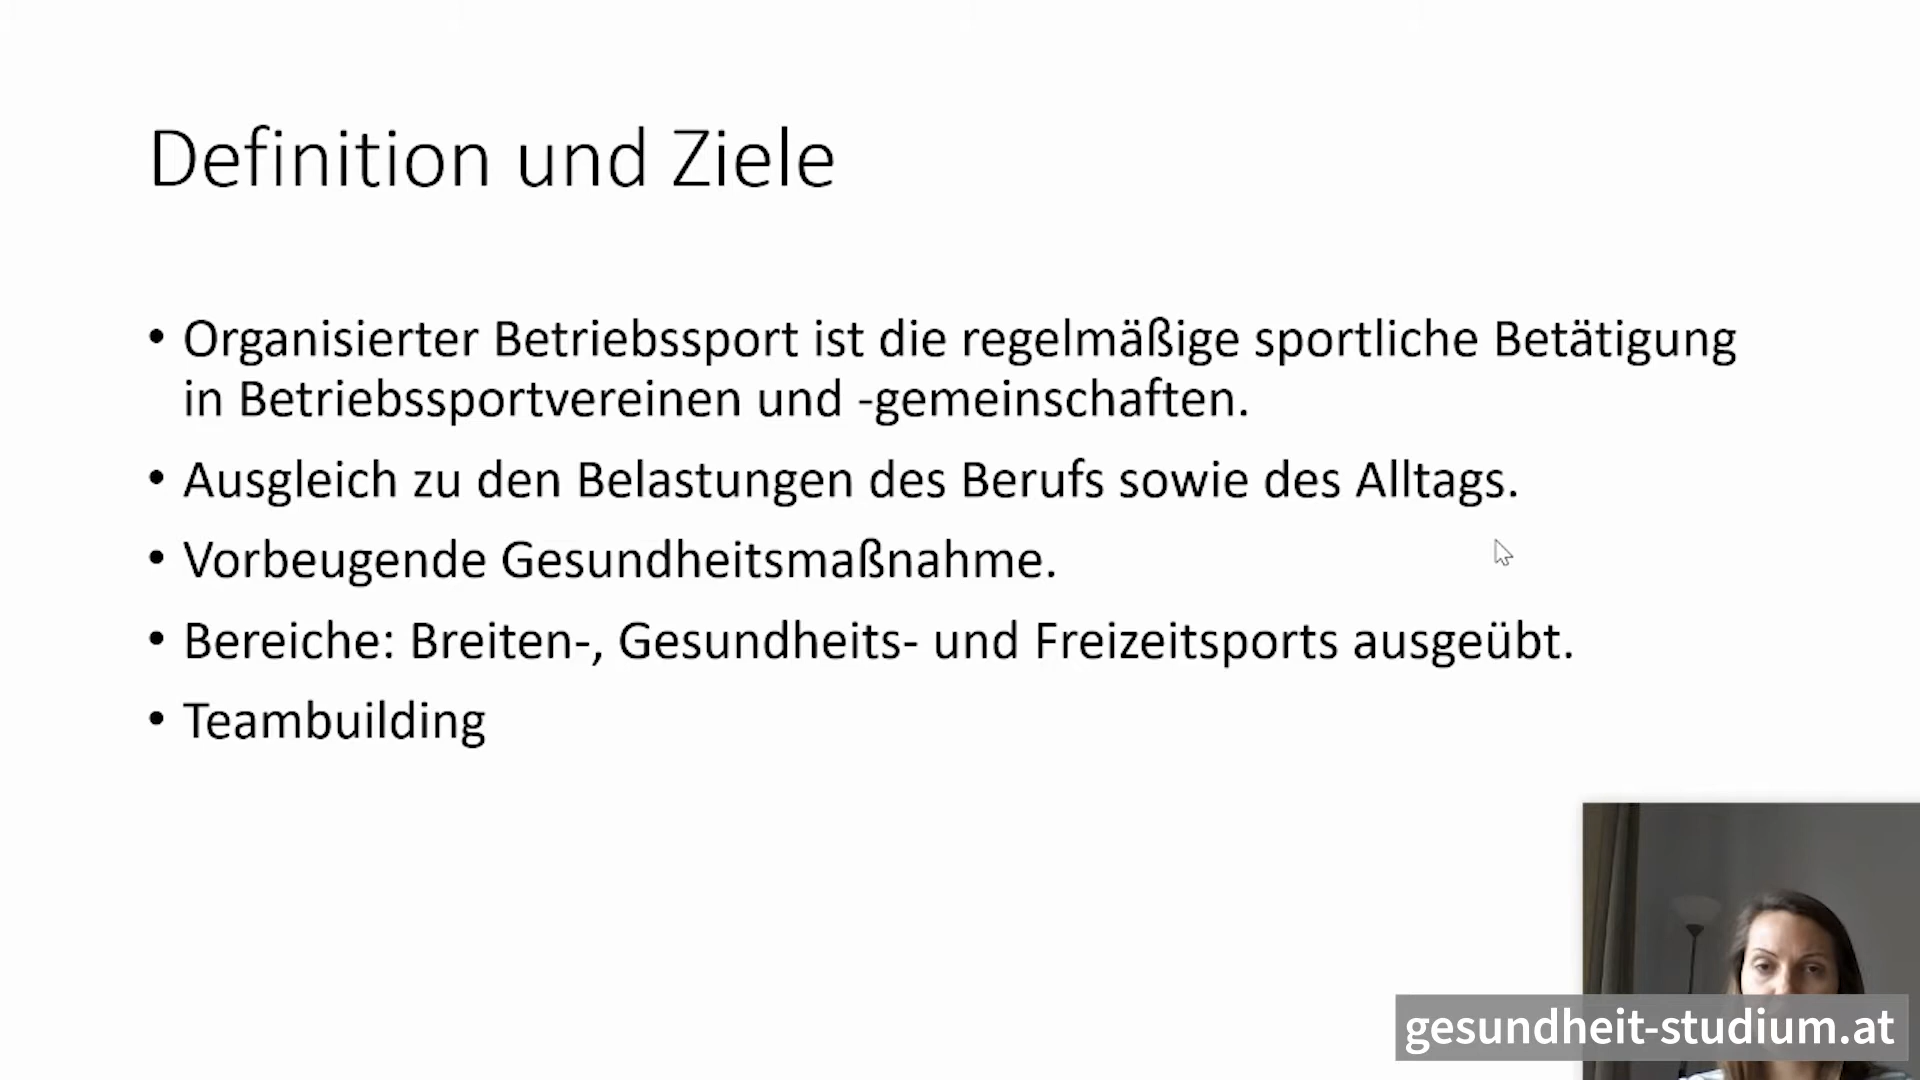 Definition und Ziele
• Organisierter Betriebssport ist die regelmäßige sportliche Betätigung
in Betriebssportvereinen und -gemeinschaften.
• Ausgleich zu den Belastungen des Berufs sowie des Alltags.
• Vorbeugende Gesundheitsmaßnahme.
• Bereiche: Breiten-, Gesundheits- und Freizeitsports ausgeübt.
• Teambuilding
gesundheit-studium.at